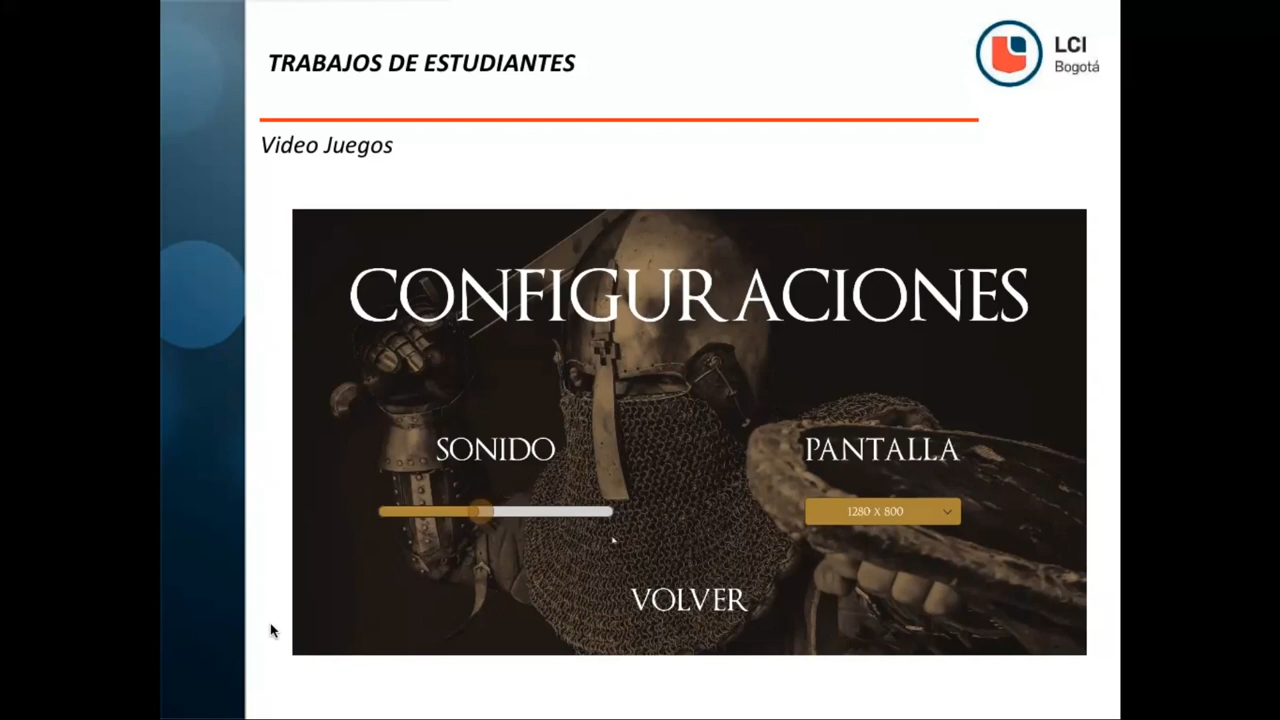 TRABAJOS DE ESTUDIANTES
LCI
Bogotá
Video Juegos
CONFIGURACIONES
SONIDO
PANTALLA
1280 X 800
VOLVER